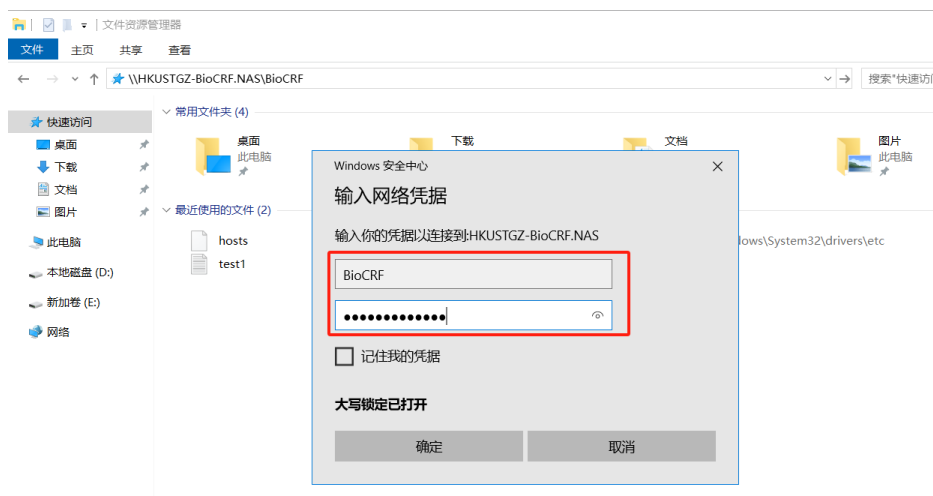 文件资源管理器
文件 主页 共享 查看
\\HKUSTGZ-BioCRF.NAS\BioCRF
搜索"快速访问
快速访问
桌面
下载
文档
图片
此电脑
本地磁盘 (D:)
新加卷 (E:)
网络
常用文件夹 (4)
桌面
此电脑
下载
文档
图片
此电脑
最近使用的文件 (2)
hosts
lows\System32\drivers\etc
test1
Windows 安全中心
输入网络凭据
输入你的凭据以连接到:HKUSTGZ-BioCRF.NAS
BioCRF
●●●●●●●●●●●●●
记住我的凭据
大写锁定已打开
确定 取消